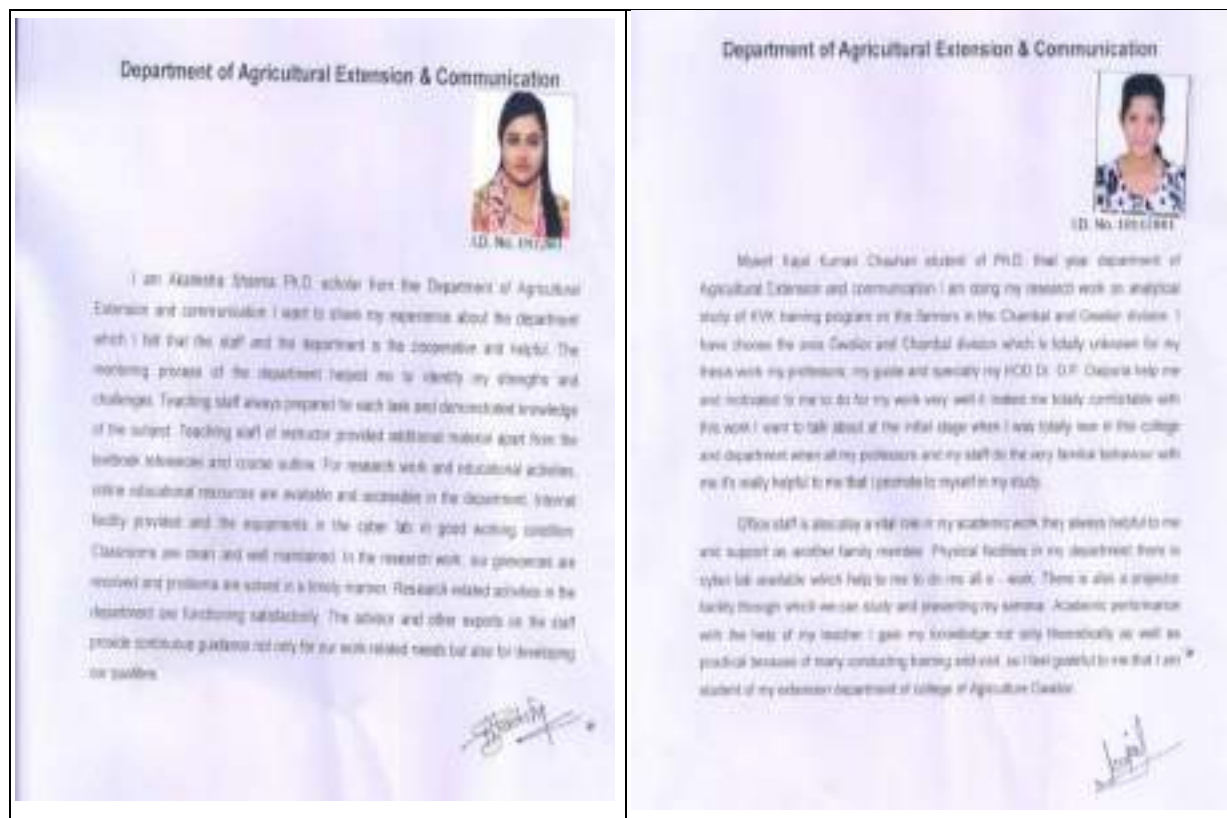 Department of Agricultural Extension & Communication
I.D. No.
I am Akanksha Sharma Ph.D. scholar from the Department of Agricultural
Extension and communication I want to share my experience about the department
which I felt that the staff and the department is the cooperative and helpful. The
mentoring process of the department helped me to identify my strengths and
challenges. Teaching staff always prepared for each task and demonstrated knowledge
of the subject. Teaching staff of instructor provided additional material apart from the
textbook references and course outline. For research work and educational activities,
online educational resources are available and accessible in the department. Internet
facility provided and the equipments in the cyber lab in good working condition.
Classrooms are clean and well maintained. In the research work, our grievances are
resolved and problems are solved in a timely manner. Research related activities in the
department are functioning satisfactorily. The advisor and other experts on the staff
provide continuous guidance not only for our work related needs but also for developing
our
Department of Agricultural Extension & Communication
I.D. No.
Myself Kajal Kumari Chauhan student of Ph.D. final year department of
Agricultural Extension and communication I am doing my research work on analytical
study of KVK training program on the farmers in the Chambal and Gwalior division. I
have choose the area Gwalior and Chambal division which is totally unknown for my
thesis work my professors, my guide and specially my HOD Dr. O.P. help me
and motivated to me to do for my work very well it makes me totally comfortable with
this work I want to talk about at the initial stage when I was totally new in this college
and department when all my professors and my staff do the very familiar behaviour with
me it's really helpful to me that I promote to myself in my study.
Office staff is also play a vital role in my academic work they always helpful to me
and support as another family member. Physical facilities in my department there is
cyber lab available which help to me to do me all - work. There is also a projector
facility through which we can study and presenting my seminar. Academic performance
with the help of my teacher I gain my knowledge not only theoretically as well as
practical because of many conducting training and visit, so I feel grateful to me that I am
student of my extension department of college of Agriculture Gwalior.
Kajal